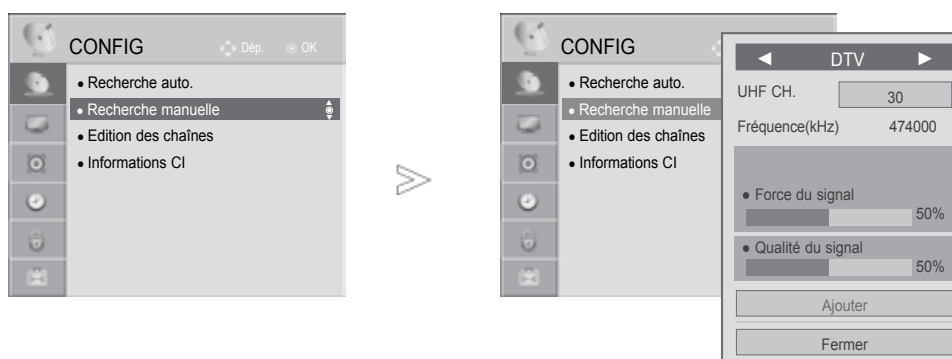 CONFIG
Dép. OK
• Recherche auto.
• Recherche manuelle
• Edition des chaînes
• Informations CI
CONFIG
• Recherche auto.
• Recherche manuelle
• Edition des chaînes
• Informations CI
◄ DTV ►
UHF CH. 30
Fréquence(kHz) 474000
• Force du signal
50%
• Qualité du signal
50%
Ajouter
Fermer